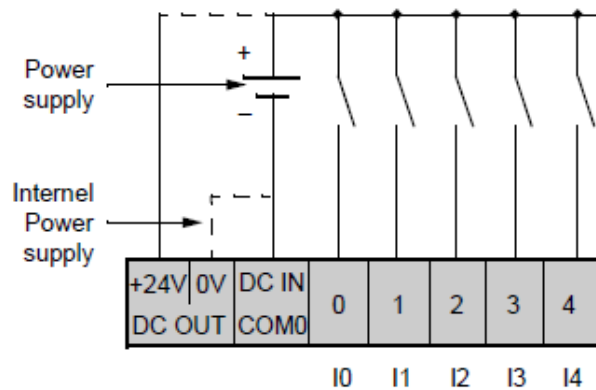 +
Power
supply
−
Internel
Power
supply
+24V 0V DC IN
DC OUT COM0
0 1 2 3 4
I0 I1 I2 I3 I4